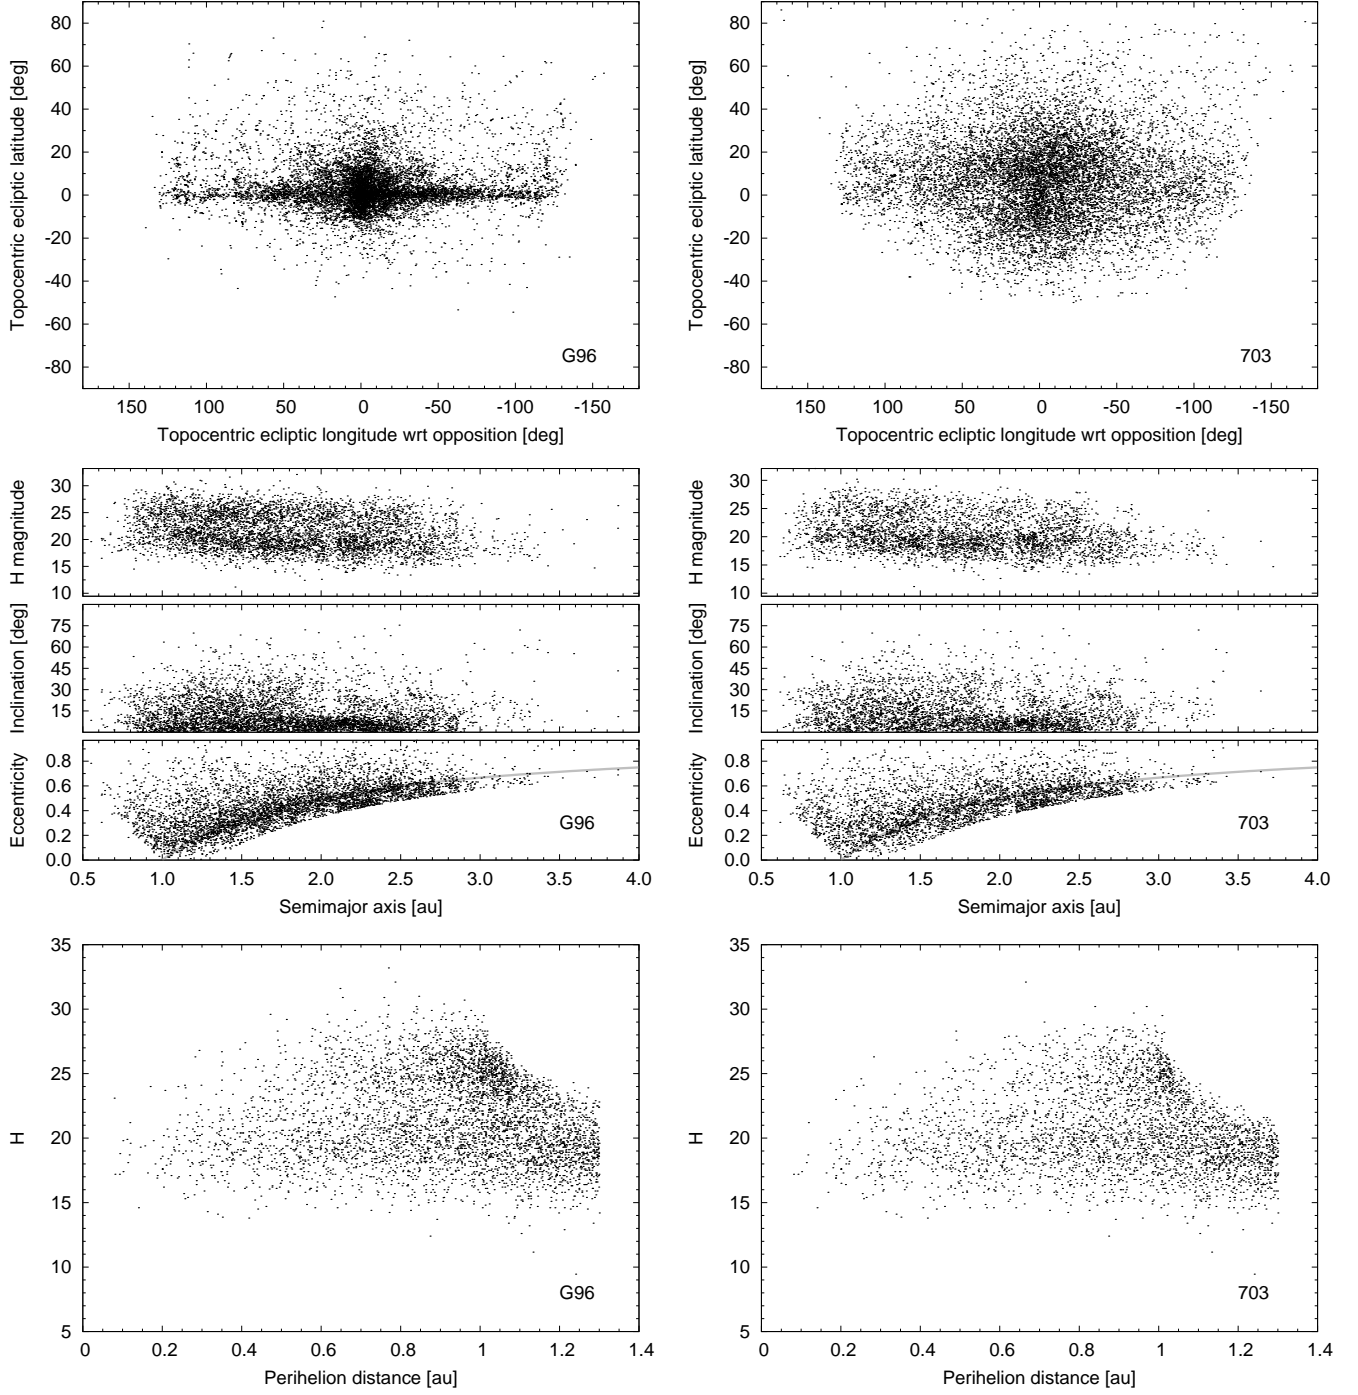 80
60
40
20
0
-20
-40
-60
-80
Topocentric ecliptic latitude [deg]
G96
150 100 50 0 -50 -100 -150
Topocentric ecliptic longitude wrt opposition [deg]
80
60
40
20
0
-20
-40
-60
-80
Topocentric ecliptic latitude [deg]
703
150 100 50 0 -50 -100 -150
Topocentric ecliptic longitude wrt opposition [deg]
30
25
20
15
10
H magnitude
75
60
45
30
15
Inclination [deg]
0.8
0.6
0.4
0.2
0.0
Eccentricity
G96
0.5 1.0 1.5 2.0 2.5 3.0 3.5 4.0
Semimajor axis [au]
30
25
20
15
10
H magnitude
75
60
45
30
15
Inclination [deg]
0.8
0.6
0.4
0.2
0.0
Eccentricity
703
0.5 1.0 1.5 2.0 2.5 3.0 3.5 4.0
Semimajor axis [au]
35
30
25
20
15
10
5
H
G96
0 0.2 0.4 0.6 0.8 1 1.2 1.4
Perihelion distance [au]
35
30
25
20
15
10
5
H
703
0 0.2 0.4 0.6 0.8 1 1.2 1.4
Perihelion distance [au]